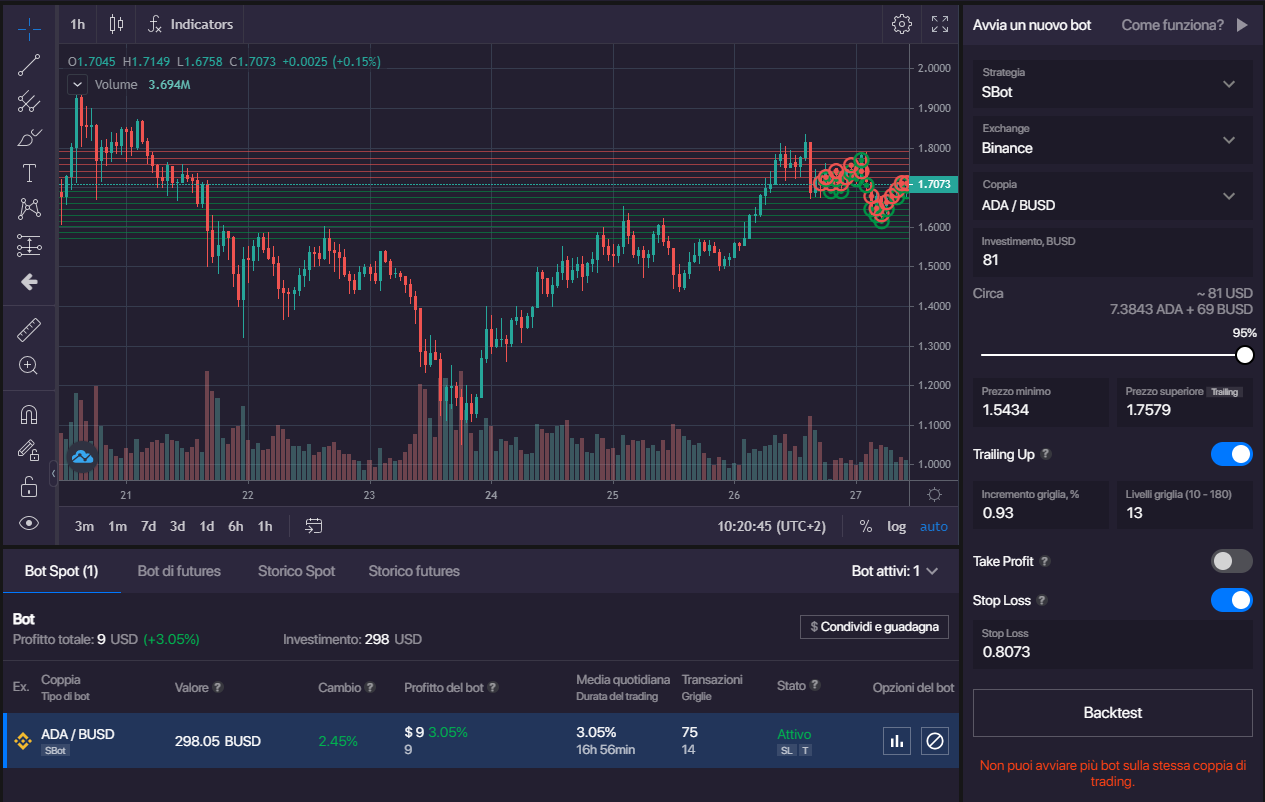 1h Indicators
O1.7045 H1.7149 L1.6758 C1.7073 +0.0025 (+0.15%)
Volume 3.694M
2.0000
1.9000
1.8000
1.7073
1.6000
1.5000
1.4000
1.3000
1.2000
1.1000
1.0000
21 22 23 24 25 26 27
3m 1m 7d 3d 1d 6h 1h 10:20:45 (UTC+2) % log auto
Bot Spot (1) Bot di futures Storico Spot Storico futures Bot attivi: 1
Bot
Profitto totale: 9 USD (+3.05%) Investimento: 298 USD
$ Condividi e guadagna
Ex. Coppia Tipo di bot Valore ? Cambio ? Profitto del bot ? Media quotidiana Durata del trading Transazioni Griglie Stato ? Opzioni del bot
ADA / BUSD 298.05 BUSD 2.45% $ 9 3.05% 3.05% 75 Attivo
SBot 9 16h 56min 14 SL T
Avvia un nuovo bot Come funziona?
Strategia
SBot
Exchange
Binance
Coppia
ADA / BUSD
Investimento, BUSD
81
Circa ~ 81 USD
7.3843 ADA + 69 BUSD
95%
Prezzo minimo Prezzo superiore Trailing
1.5434 1.7579
Trailing Up ?
Incremento griglia, % Livelli griglia (10 - 180)
0.93 13
Take Profit ?
Stop Loss ?
Stop Loss
0.8073
Backtest
Non puoi avviare più bot sulla stessa coppia di
trading.